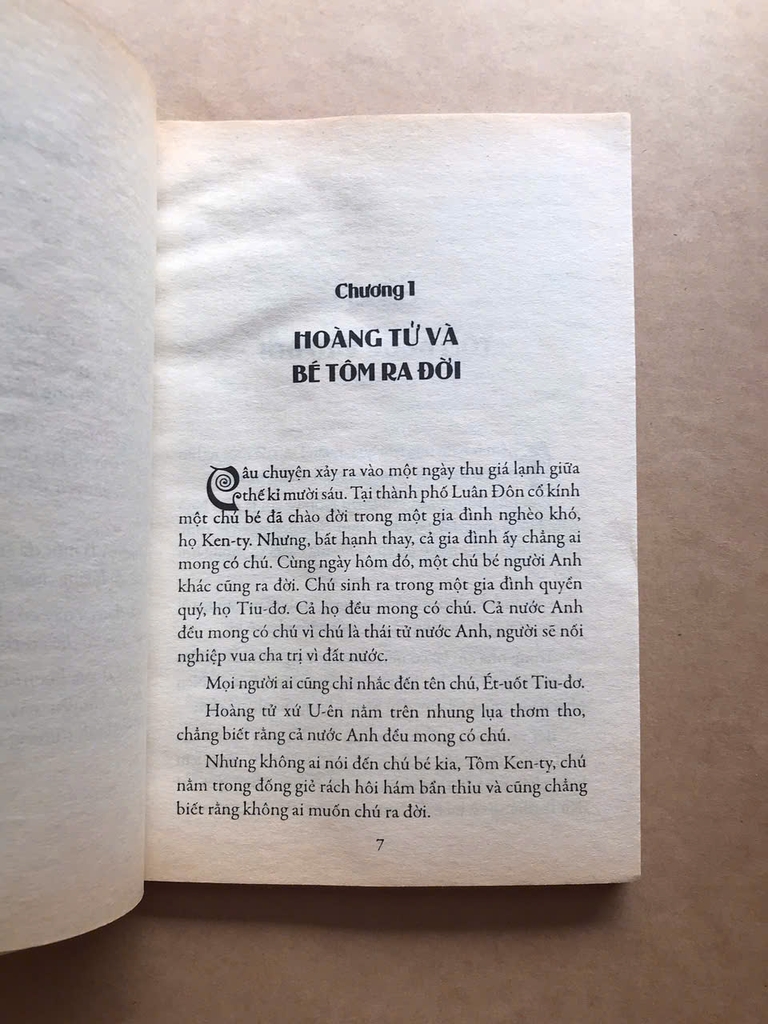 Chương 1
HOÀNG TỬ VÀ
BÉ TÔM RA ĐỜI
Câu chuyện xảy ra vào một ngày thu giá lạnh giữa
thế kỉ mười sáu. Tại thành phố Luân Đôn cổ kính
một chú bé đã chào đời trong một gia đình nghèo khó,
họ Ken-ty. Nhưng, bất hạnh thay, cả gia đình ấy chẳng ai
mong có chú. Cùng ngày hôm đó, một chú bé người Anh
khác cũng ra đời. Chú sinh ra trong một gia đình quyền
quý, họ Tiu-đơ. Cả họ đều mong có chú. Cả nước Anh
đều mong có chú vì chú là thái tử nước Anh, người sẽ nối
nghiệp vua cha trị vì đất nước.
Mọi người ai cũng chỉ nhắc đến tên chú, Ét-uốt Tiu-đơ.
Hoàng tử xứ U-ên nằm trên nhung lụa thơm tho,
chẳng biết rằng cả nước Anh đều mong có chú.
Nhưng không ai nói đến chú bé kia, Tôm Ken-ty, chú
nằm trong đống giẻ rách hôi hám bẩn thỉu và cũng chẳng
biết rằng không ai muốn chú ra đời.
7